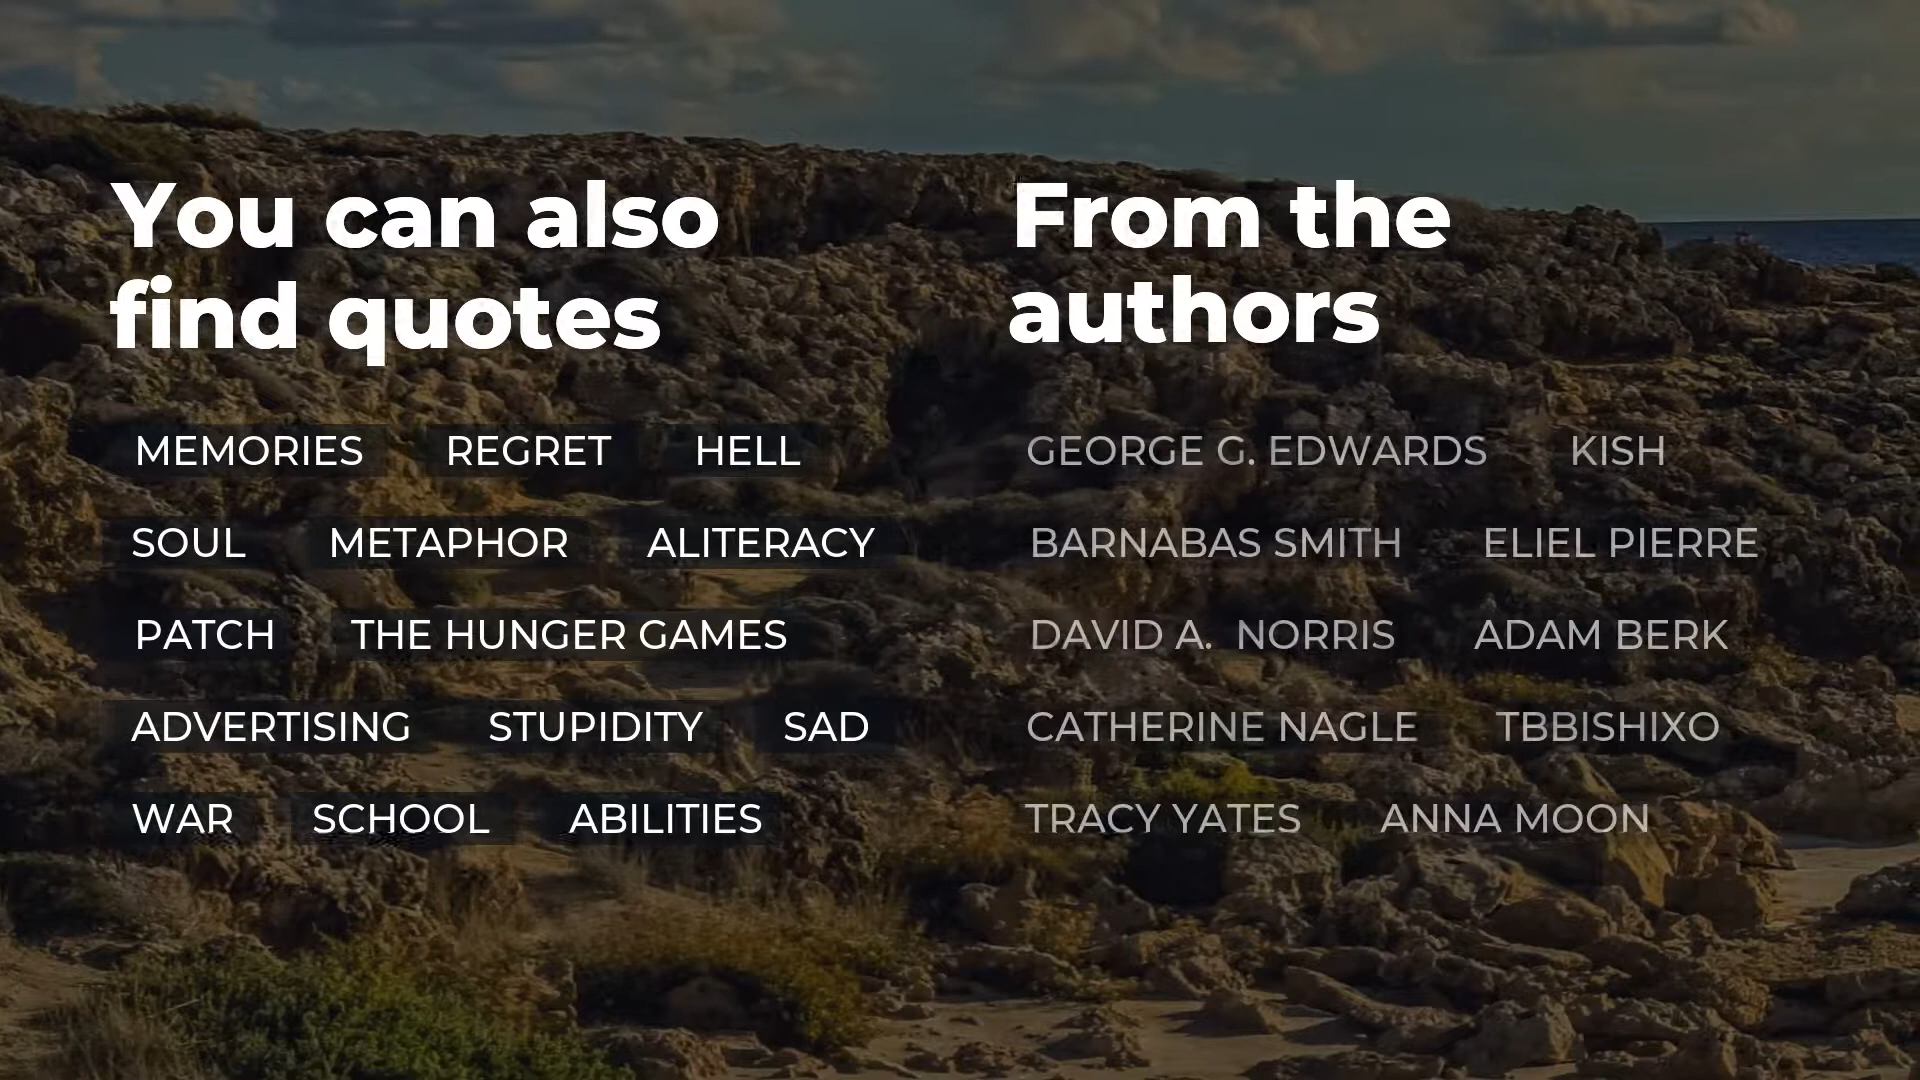 You can also
find quotes
MEMORIES REGRET HELL
SOUL METAPHOR ALITERACY
PATCH THE HUNGER GAMES
ADVERTISING STUPIDITY SAD
WAR SCHOOL ABILITIES
From the
authors
GEORGE G. EDWARDS KISH
BARNABAS SMITH ELIEL PIERRE
DAVID A. NORRIS ADAM BERK
CATHERINE NAGLE TBBISHIXO
TRACY YATES ANNA MOON